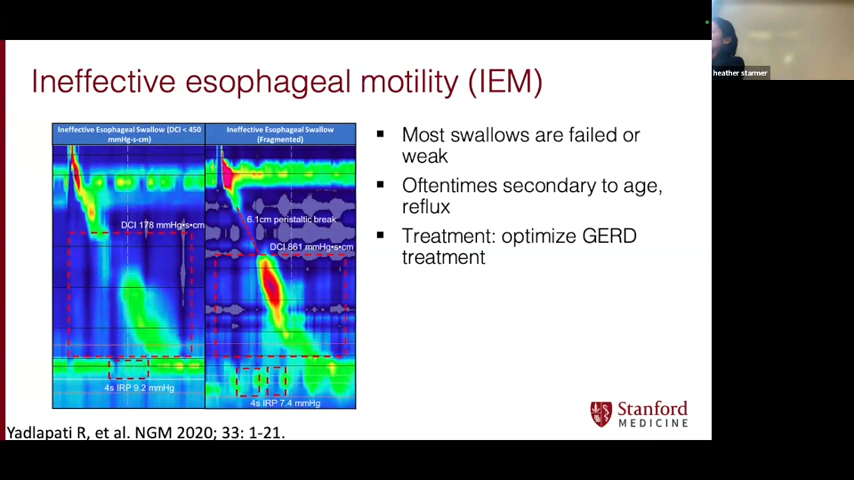 heather starmer
Ineffective esophageal motility (IEM)
Ineffective Esophageal Swallow (DCI < 450
mmHg-s-cm)
Ineffective Esophageal Swallow
(Fragmented)
DCI 178 mmHg•s•cm
4s IRP 9.2 mmHg
6.1cm peristaltic break
DCI 861 mmHg•s•cm
4s IRP 7.4 mmHg
▪ Most swallows are failed or
weak
▪ Oftentimes secondary to age,
reflux
▪ Treatment: optimize GERD
treatment
Stanford
MEDICINE
Yadlapati R, et al. NGM 2020; 33: 1-21.